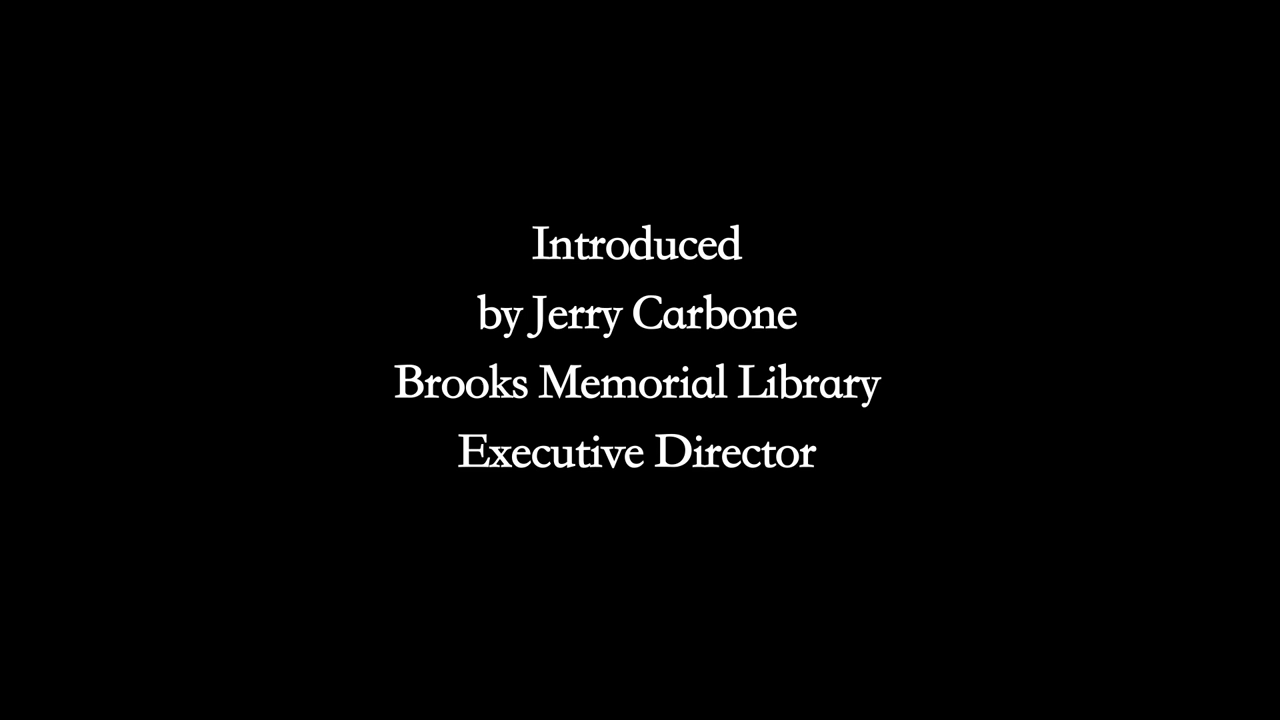 Introduced
by Jerry Carbone
Brooks Memorial Library
Executive Director